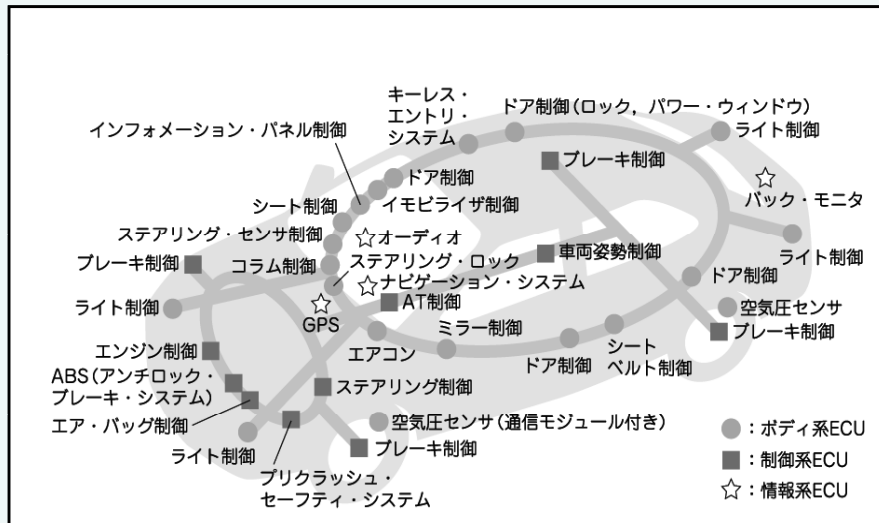 キーレス・
エントリ・
システム
ドア制御(ロック，パワー・ウィンドウ)
ライト制御
インフォメーション・パネル制御
ブレーキ制御
ドア制御
バック・モニタ
イモビライザ制御
シート制御
ステアリング・センサ制御
オーディオ
ライト制御
ブレーキ制御
コラム制御
ステアリング・ロック
車両姿勢制御
ナビゲーション・システム
ドア制御
ライト制御
GPS
AT制御
空気圧センサ
ミラー制御
ブレーキ制御
エンジン制御
エアコン
ドア制御
シート
ベルト制御
ABS(アンチロック・
ブレーキ・システム)
ステアリング制御
エア・バッグ制御
空気圧センサ(通信モジュール付き)
ライト制御
ブレーキ制御
プリクラッシュ・
セーフティ・システム
：ボディ系ECU
：制御系ECU
：情報系ECU